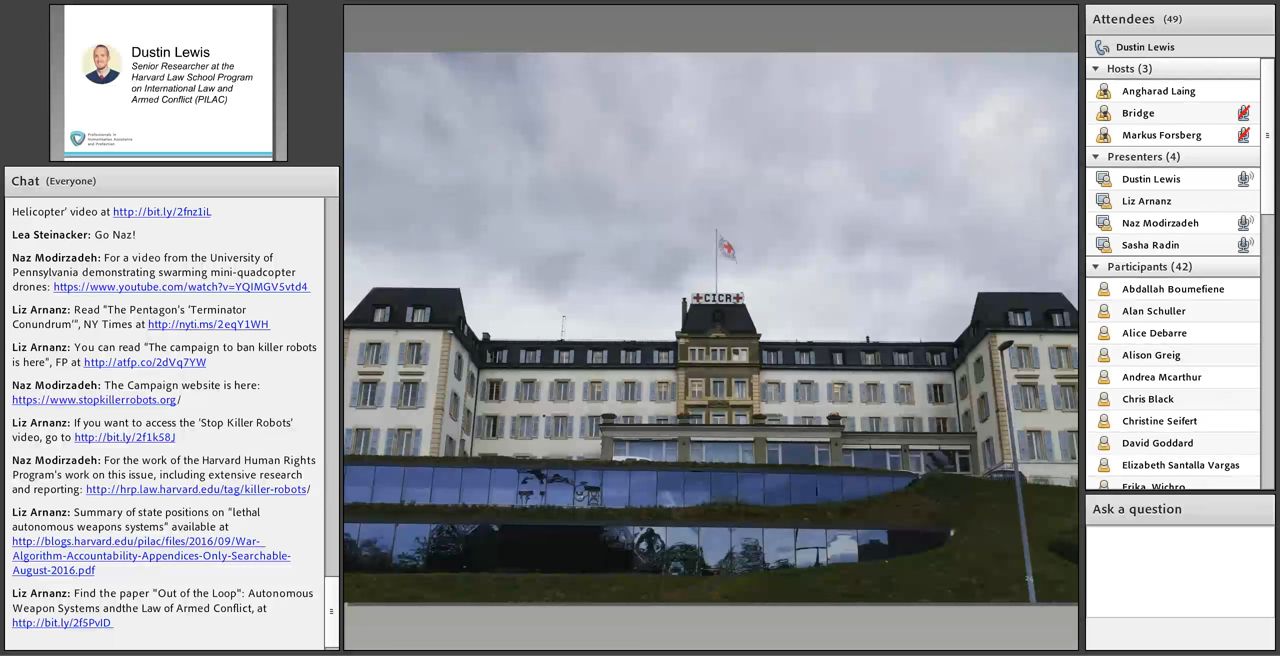 Dustin Lewis
Senior Researcher at the
Harvard Law School Program
on International Law and
Armed Conflict (PILAC)
Professionals in
Humanitarian Assistance
and Protection
Chat (Everyone)
Helicopter' video at http://bit.ly/2fnz1iL
Lea Steinacker: Go Naz!
Naz Modirzadeh: For a video from the University of
Pennsylvania demonstrating swarming mini-quadcopter
drones: https://www.youtube.com/watch?v=YQIMGV5vtd4
Liz Arnanz: Read "The Pentagon's 'Terminator
Conundrum'", NY Times at http://nyti.ms/2eqY1WH
Liz Arnanz: You can read "The campaign to ban killer robots
is here", FP at http://atfp.co/2dVq7YW
Naz Modirzadeh: The Campaign website is here:
https://www.stopkillerrobots.org/
Liz Arnanz: If you want to access the 'Stop Killer Robots'
video, go to http://bit.ly/2f1k58J
Naz Modirzadeh: For the work of the Harvard Human Rights
Program's work on this issue, including extensive research
and reporting: http://hrp.law.harvard.edu/tag/killer-robots/
Liz Arnanz: Summary of state positions on "lethal
autonomous weapons systems" available at
http://blogs.harvard.edu/pilac/files/2016/09/War-
Algorithm-Accountability-Appendices-Only-Searchable-
August-2016.pdf
Liz Arnanz: Find the paper "Out of the Loop": Autonomous
Weapon Systems andthe Law of Armed Conflict, at
http://bit.ly/2f5PvID
CICR
Attendees (49)
Dustin Lewis
Hosts (3)
Angharad Laing
Bridge
Markus Forsberg
Presenters (4)
Dustin Lewis
Liz Arnanz
Naz Modirzadeh
Sasha Radin
Participants (42)
Abdallah Boumefiene
Alan Schuller
Alice Debarre
Alison Greig
Andrea Mcarthur
Chris Black
Christine Seifert
David Goddard
Elizabeth Santalla Vargas
Erika Wichro
Ask a question